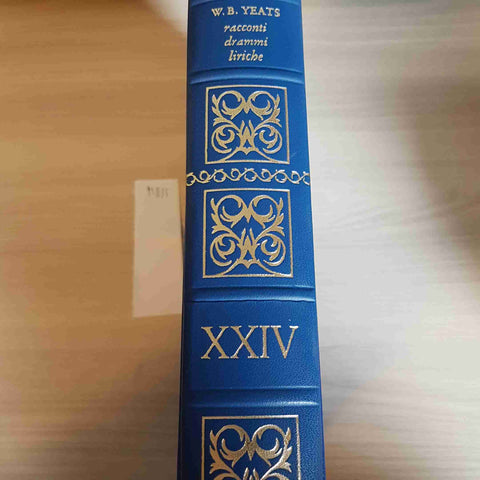 W. B. YEATS
racconti
drammi
liriche
XXIV